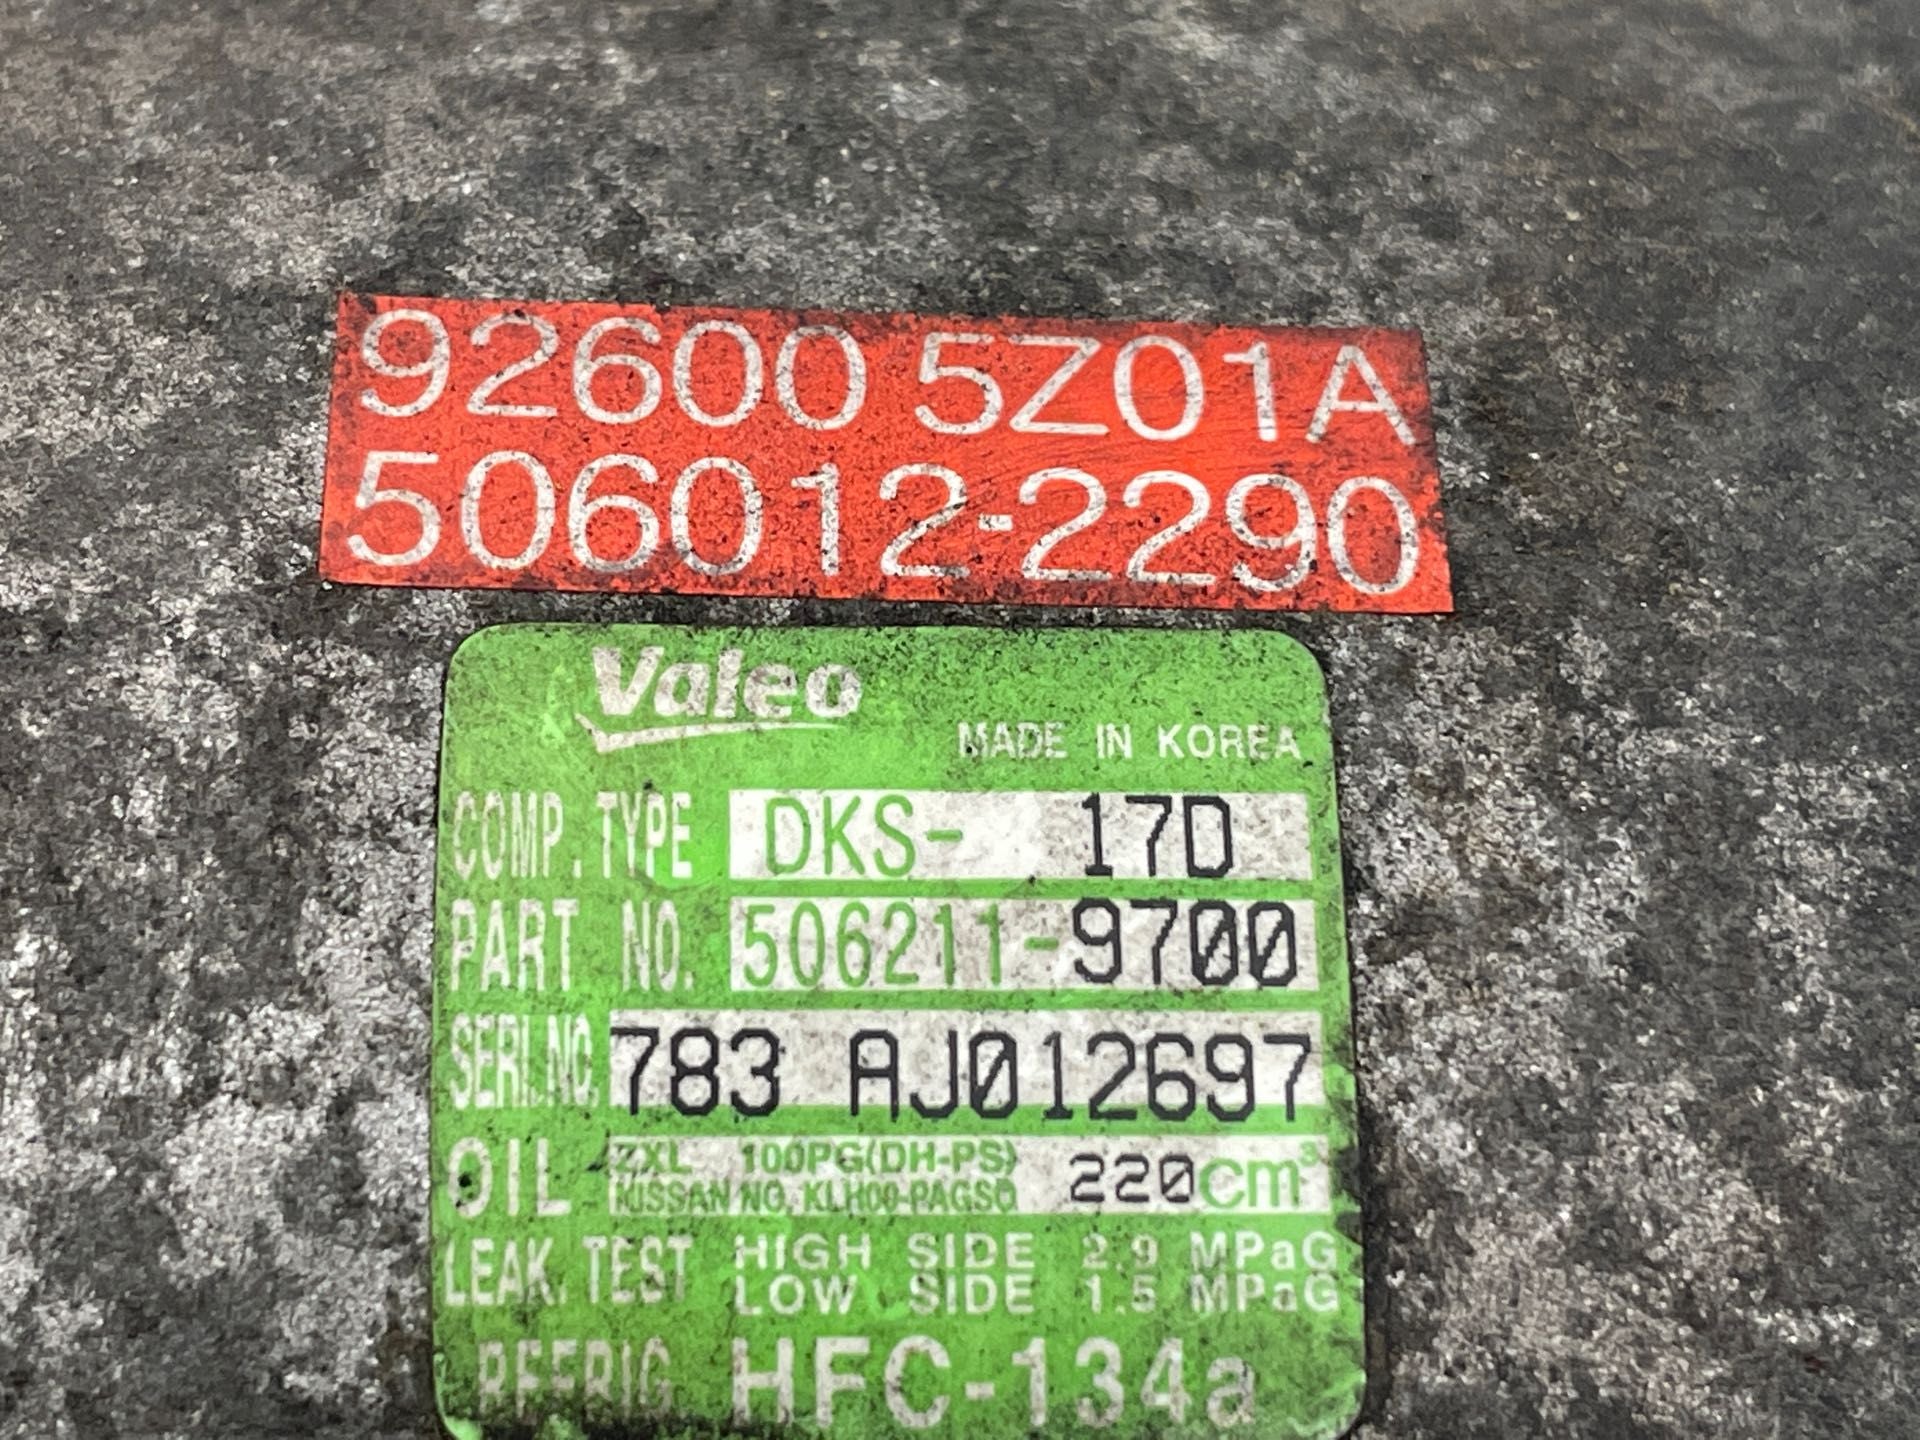 92600 5Z01A
506012-2290
Valeo
MADE IN KOREA
COMP. TYPE DKS- 17D
PART NO. 506211-9700
SERI.NO. 783 AJ012697
OIL ZXL 100PG(DH-PS) 220cm³
NISSAN NO. KLH00-PAGS0
LEAK. TEST HIGH SIDE 2.9 MPaG
LOW SIDE 1.5 MPaG
REFRIG HFC-134a